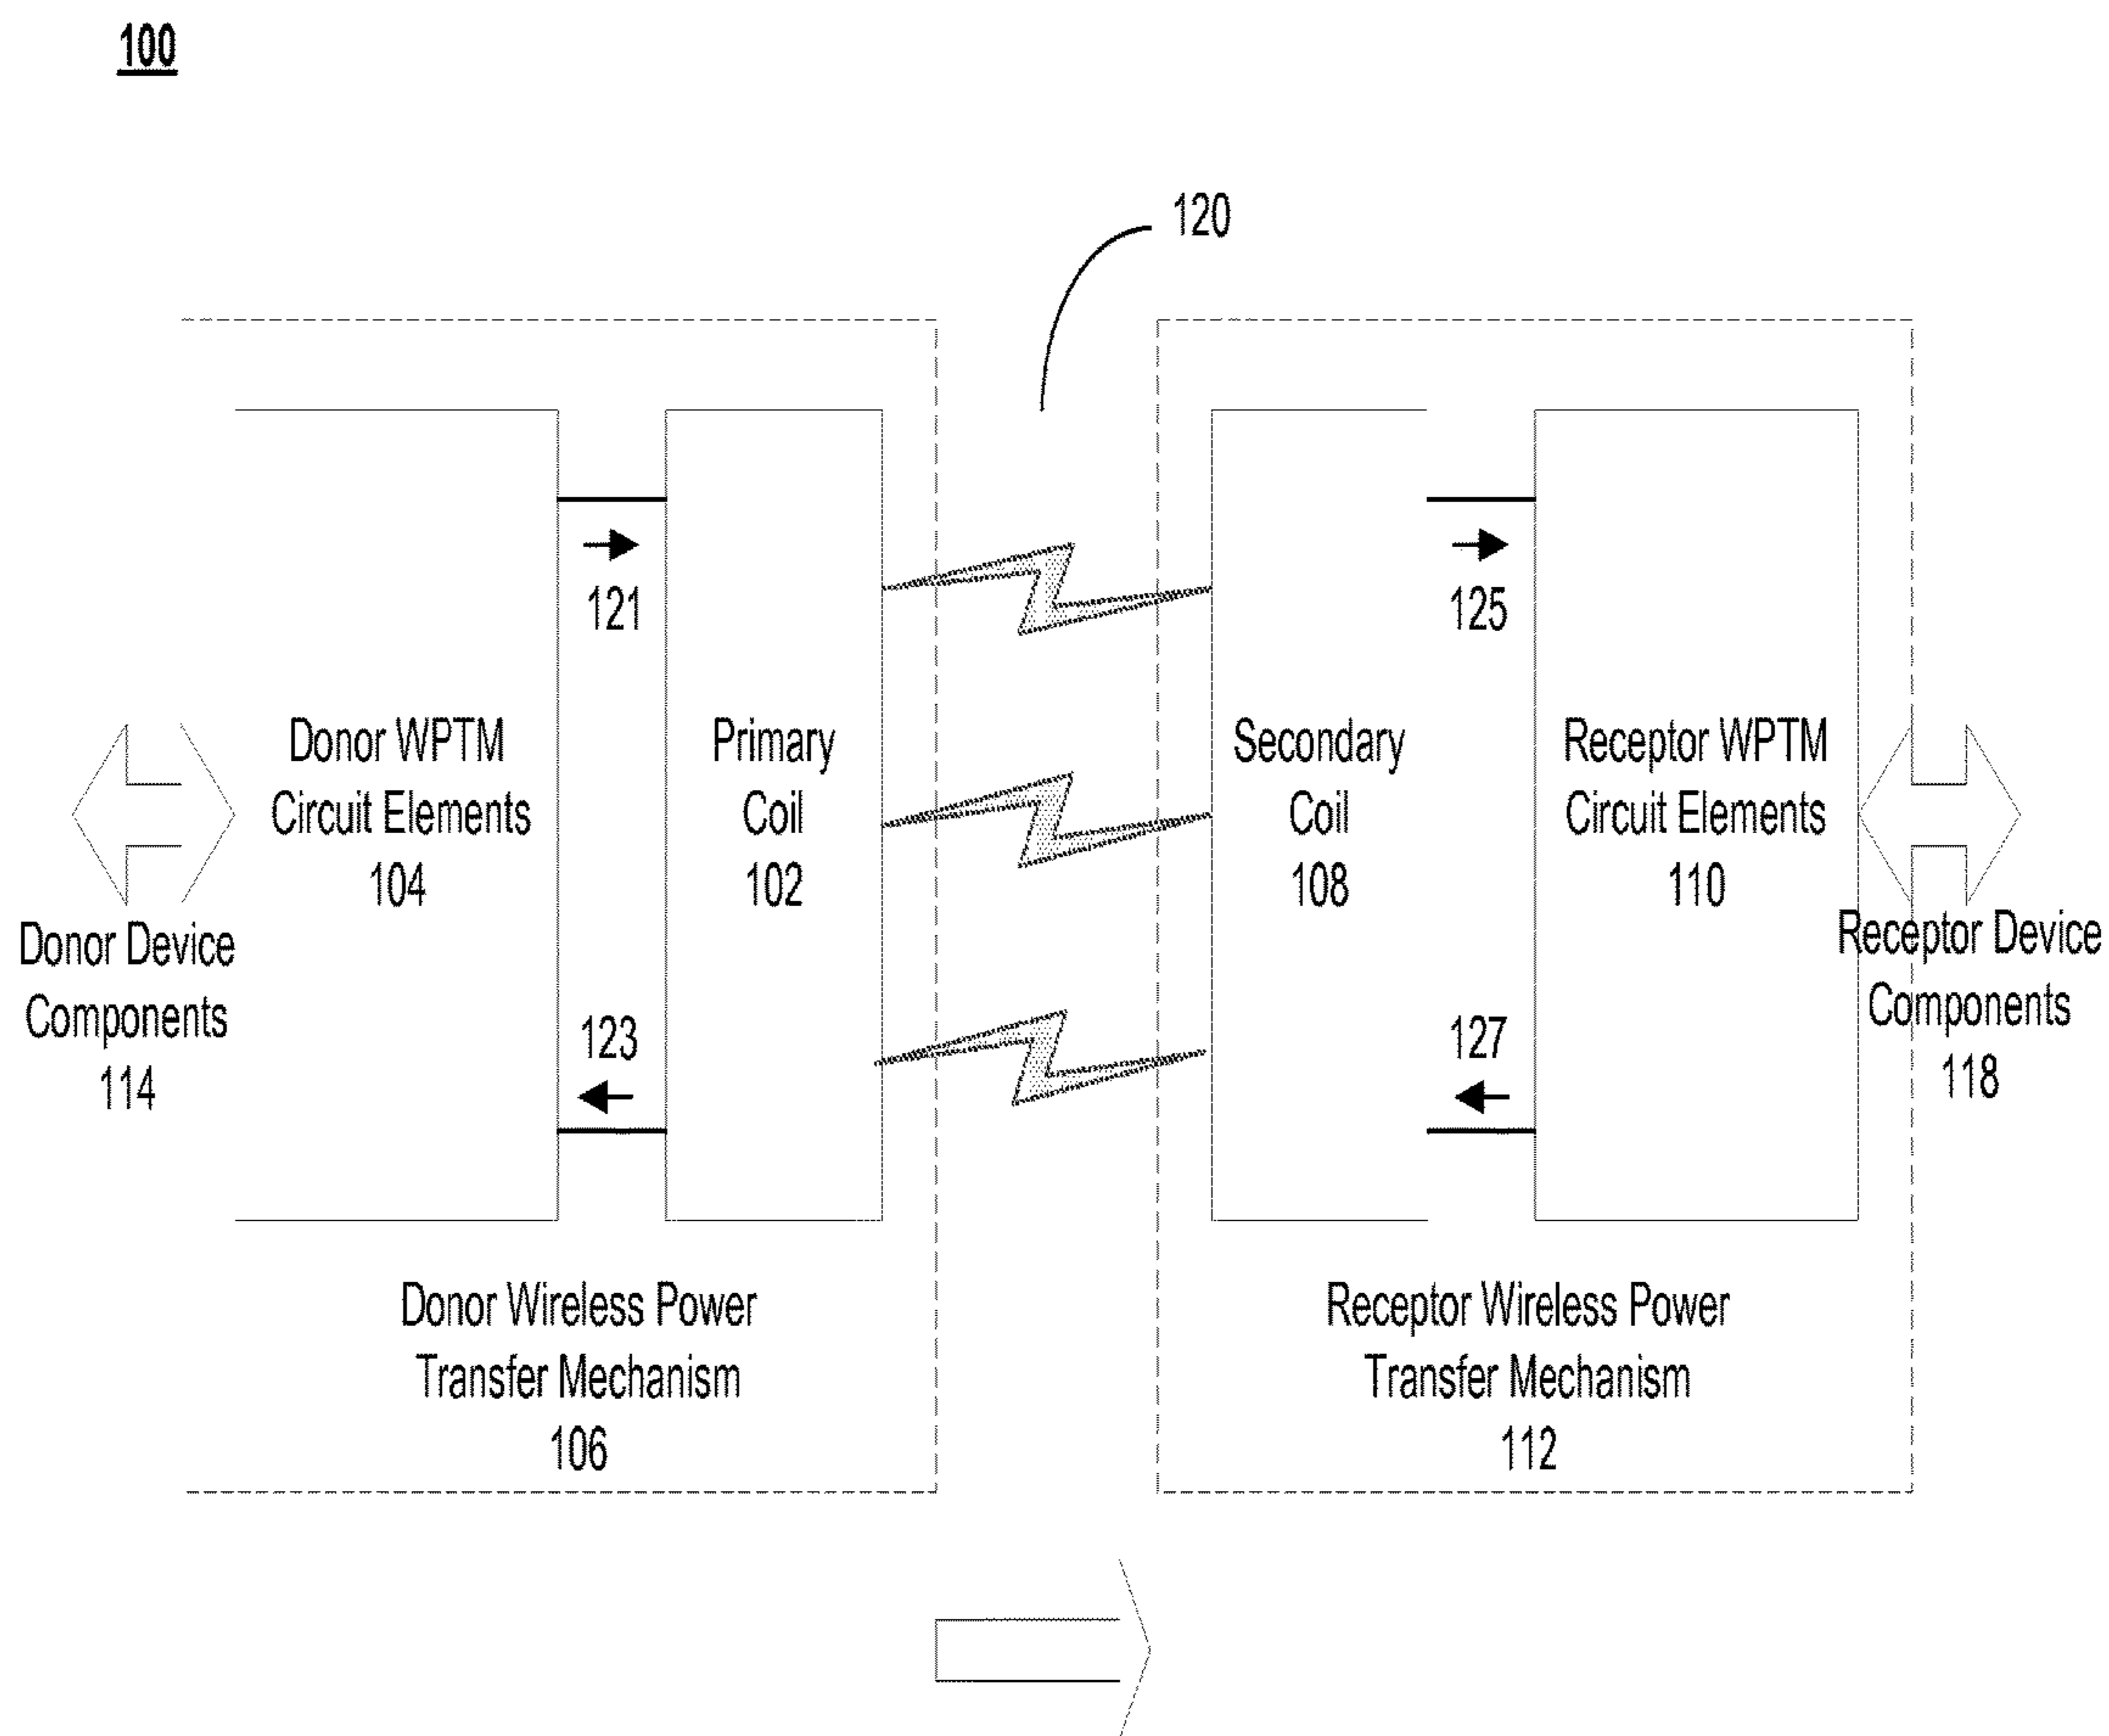 100
120
121
125
Donor WPTM
Circuit Elements
104
Primary
Coil
102
Secondary
Coil
108
Receptor WPTM
Circuit Elements
110
Donor Device
Components
114
Receptor Device
Components
118
123
127
Donor Wireless Power
Transfer Mechanism
106
Receptor Wireless Power
Transfer Mechanism
112